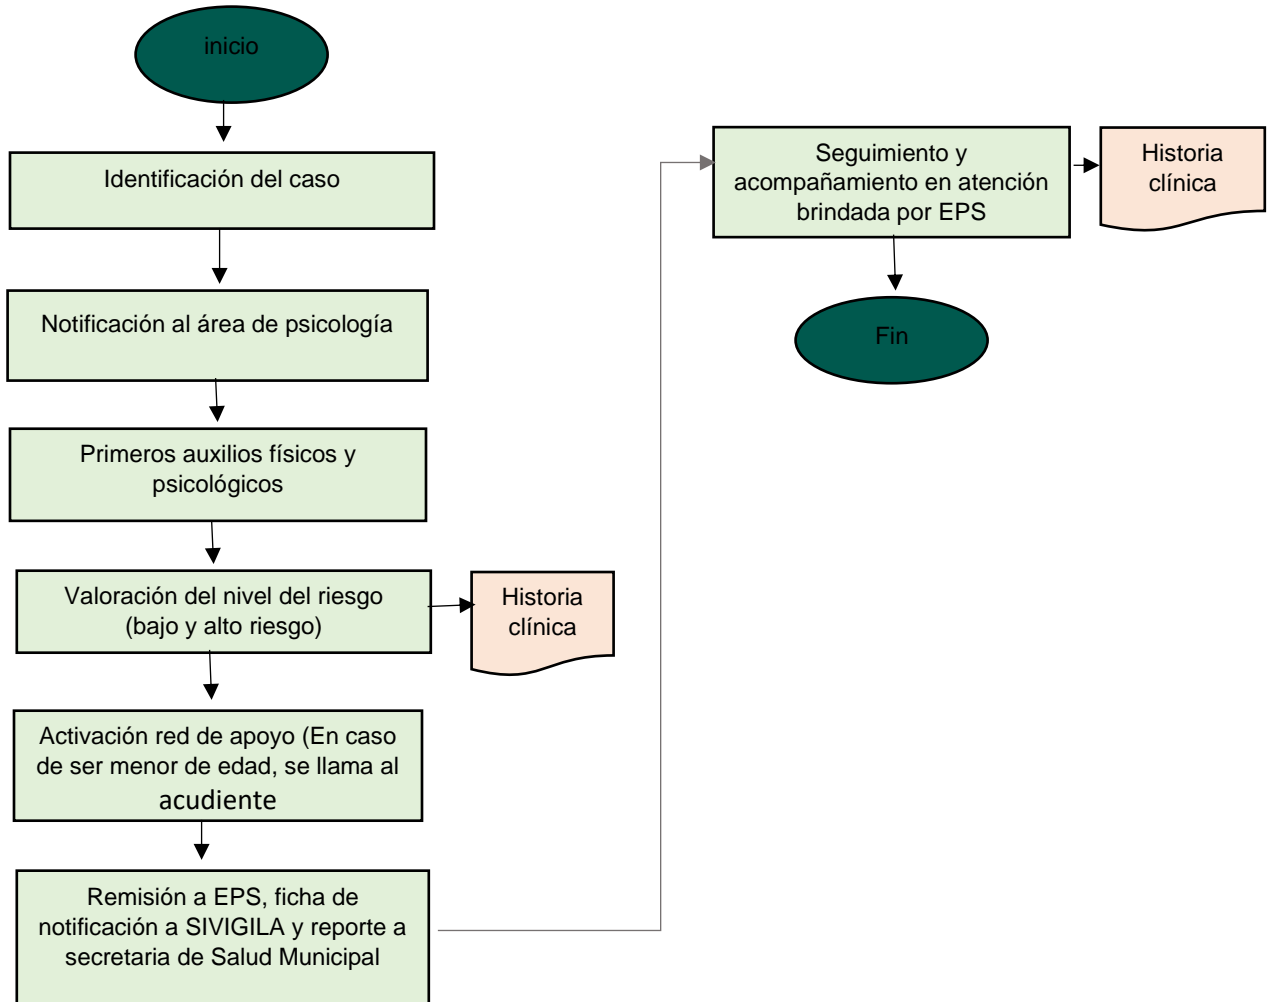 inicio
Identificación del caso
Notificación al área de psicología
Primeros auxilios físicos y
psicológicos
Valoración del nivel del riesgo
(bajo y alto riesgo)
Historia
clínica
Activación red de apoyo (En caso
de ser menor de edad, se llama al
acudiente
Remisión a EPS, ficha de
notificación a SIVIGILA y reporte a
secretaria de Salud Municipal
Seguimiento y
acompañamiento en atención
brindada por EPS
Historia
clínica
Fin